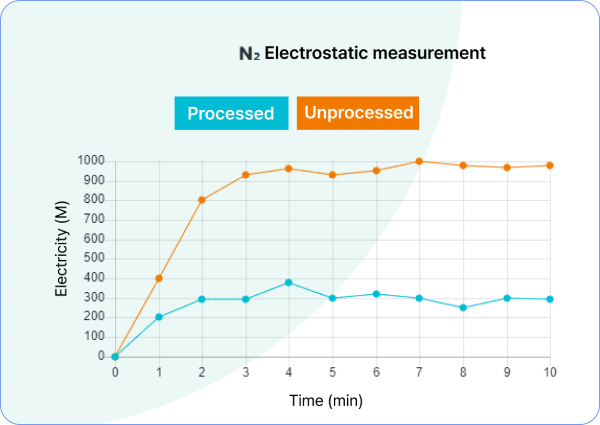 N₂ Electrostatic measurement
Processed Unprocessed
Electricity (M)
1000
900
800
700
600
500
400
300
200
100
0
0 1 2 3 4 5 6 7 8 9 10
Time (min)